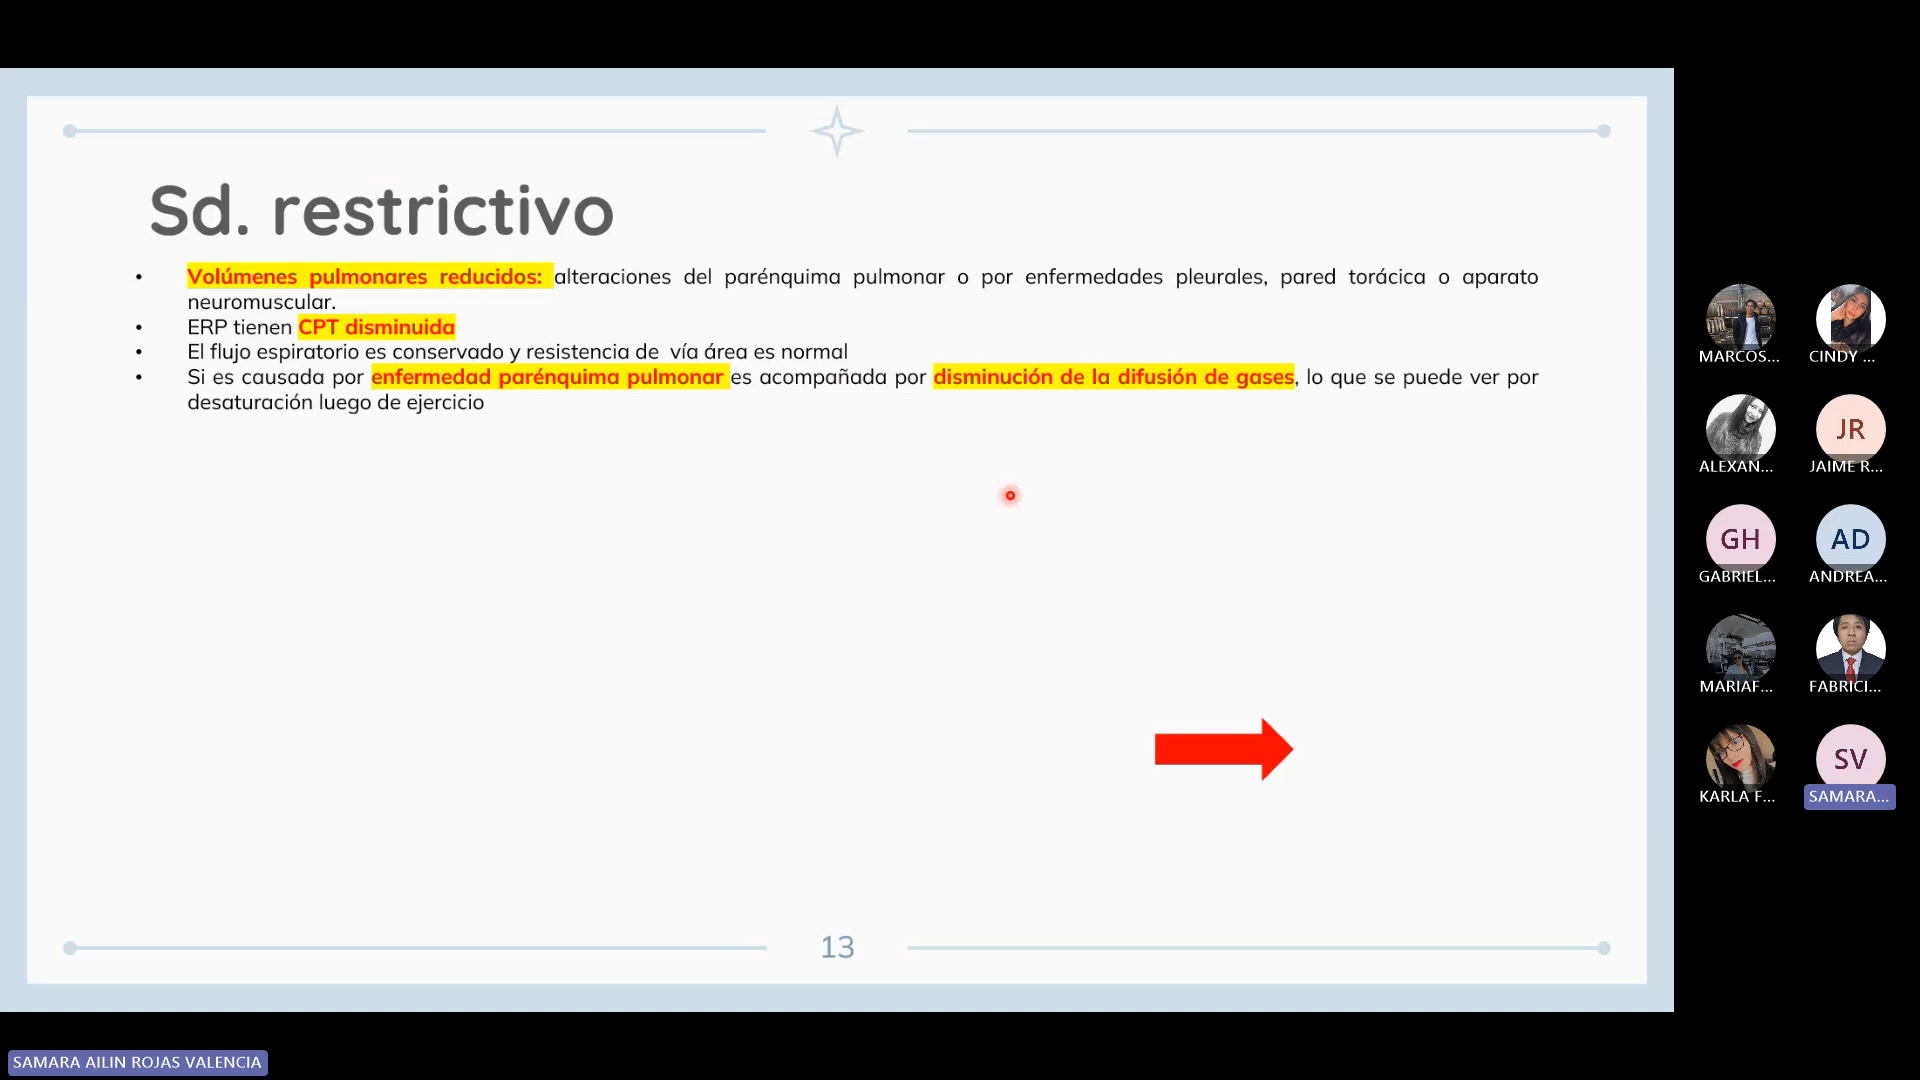 Sd. restrictivo
• Volúmenes pulmonares reducidos: alteraciones del parénquima pulmonar o por enfermedades pleurales, pared torácica o aparato
neuromuscular.
• ERP tienen CPT disminuida
• El flujo espiratorio es conservado y resistencia de vía área es normal
• Si es causada por enfermedad parénquima pulmonar es acompañada por disminución de la difusión de gases, lo que se puede ver por
desaturación luego de ejercicio
13
MARCOS...
CINDY ...
ALEXAN...
JR
JAIME R...
GH
GABRIEL...
AD
ANDREA...
MARIAF...
FABRICI...
KARLA F...
SV
SAMARA...
SAMARA AILIN ROJAS VALENCIA